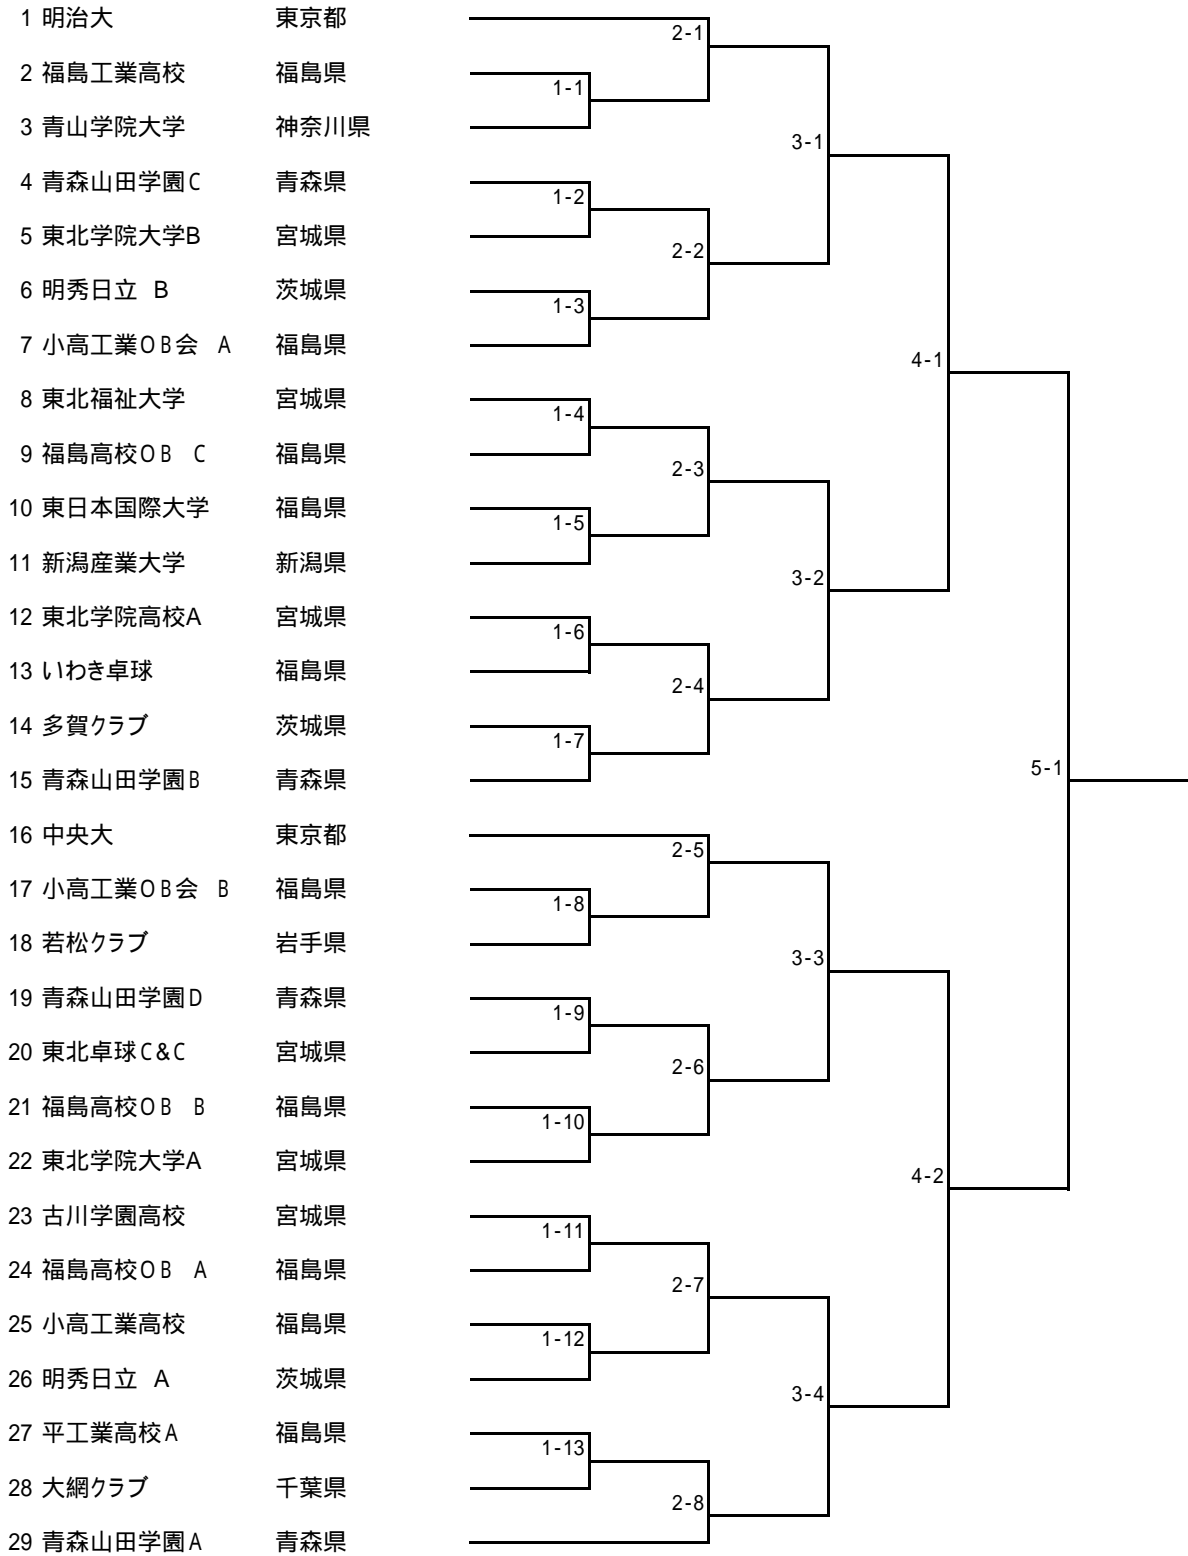 1 明治大 東京都
2-1
2 福島工業高校 福島県
1-1
3 青山学院大学 神奈川県
3-1
4 青森山田学園C 青森県
1-2
5 東北学院大学B 宮城県
2-2
6 明秀日立 B 茨城県
1-3
7 小高工業OB会 A 福島県
4-1
8 東北福祉大学 宮城県
1-4
9 福島高校OB C 福島県
2-3
10 東日本国際大学 福島県
1-5
11 新潟産業大学 新潟県
3-2
12 東北学院高校A 宮城県
1-6
13 いわき卓球 福島県
2-4
14 多賀クラブ 茨城県
1-7
15 青森山田学園B 青森県
5-1
16 中央大 東京都
2-5
17 小高工業OB会 B 福島県
1-8
18 若松クラブ 岩手県
3-3
19 青森山田学園D 青森県
1-9
20 東北卓球C&C 宮城県
2-6
21 福島高校OB B 福島県
1-10
22 東北学院大学A 宮城県
4-2
23 古川学園高校 宮城県
1-11
24 福島高校OB A 福島県
2-7
25 小高工業高校 福島県
1-12
26 明秀日立 A 茨城県
3-4
27 平工業高校A 福島県
1-13
28 大網クラブ 千葉県
2-8
29 青森山田学園A 青森県